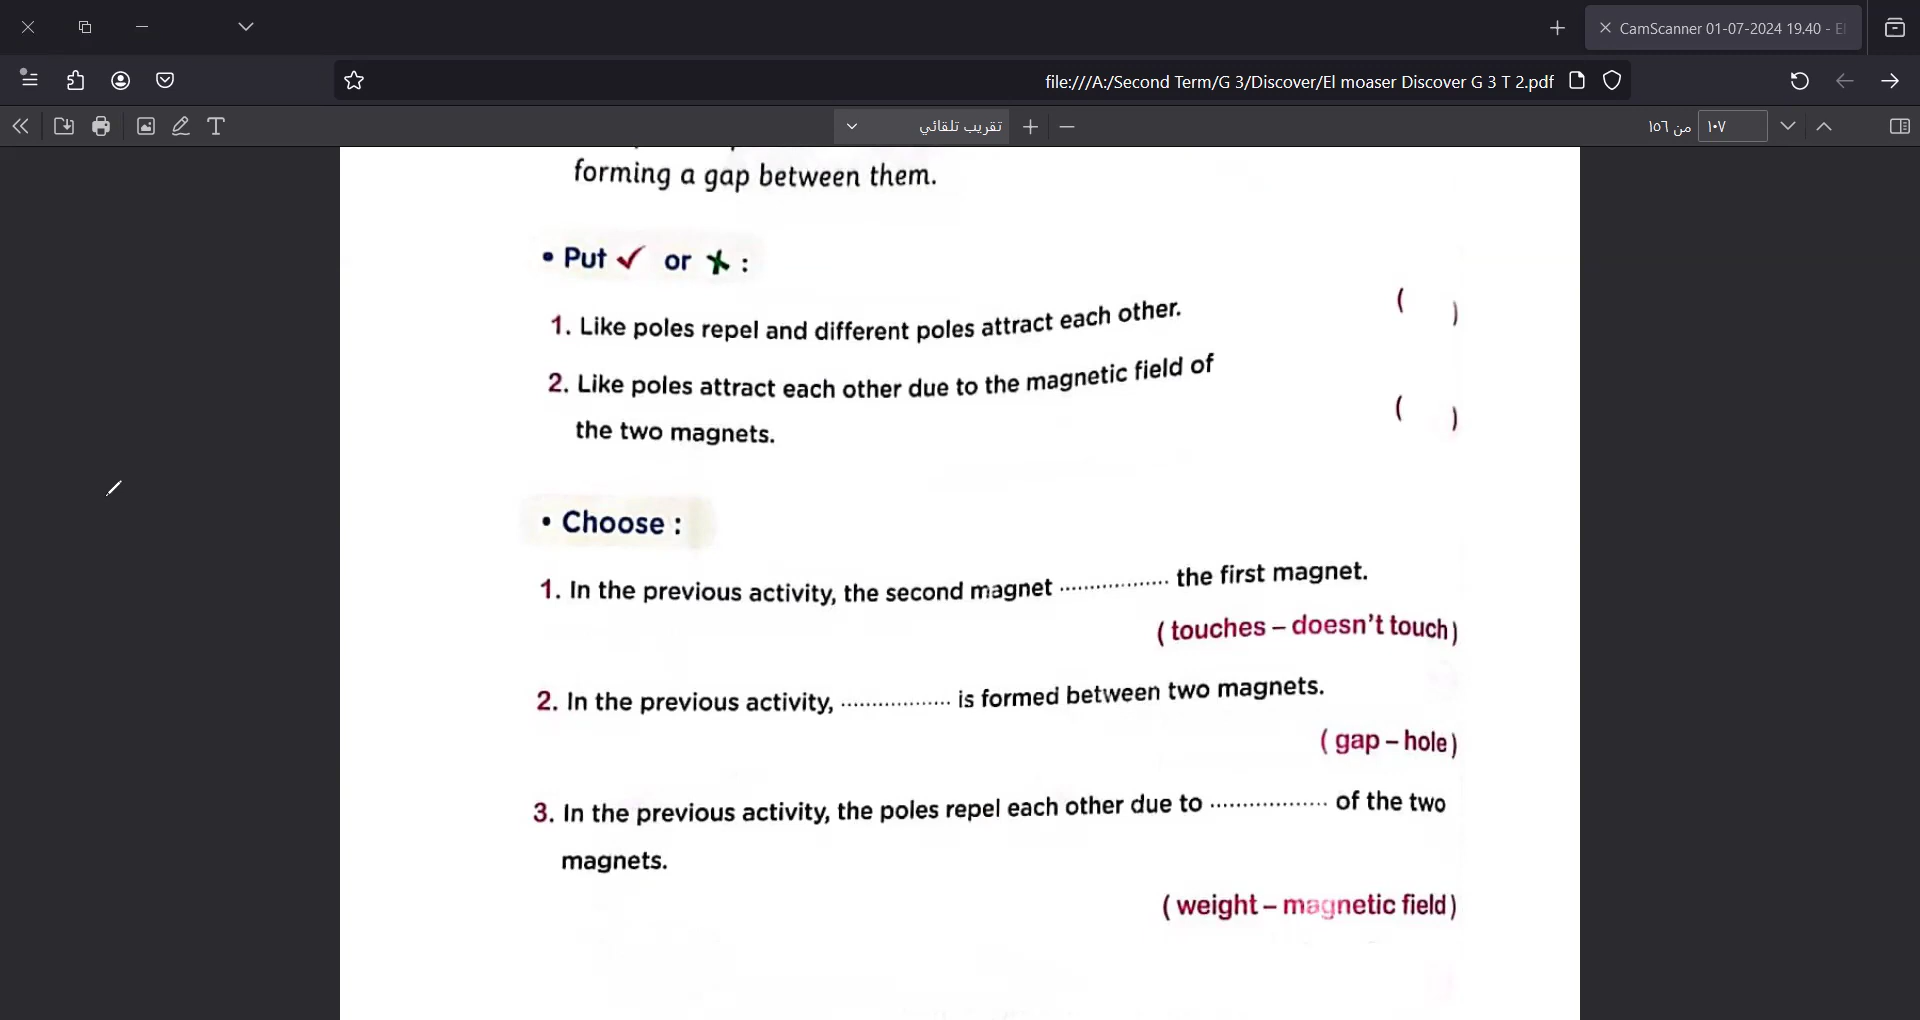 CamScanner 01-07-2024 19.40 - El
file:///A:/Second Term/G 3/Discover/El moaser Discover G 3 T 2.pdf
تقريب تلقائي
١٠٧ من ١٥٦
forming a gap between them.
• Put ✓ or ✗ :
1. Like poles repel and different poles attract each other. ( )
2. Like poles attract each other due to the magnetic field of
the two magnets. ( )
• Choose :
1. In the previous activity, the second magnet ................. the first magnet.
( touches – doesn't touch )
2. In the previous activity, ................. is formed between two magnets.
( gap – hole )
3. In the previous activity, the poles repel each other due to ................. of the two
magnets.
( weight – magnetic field )